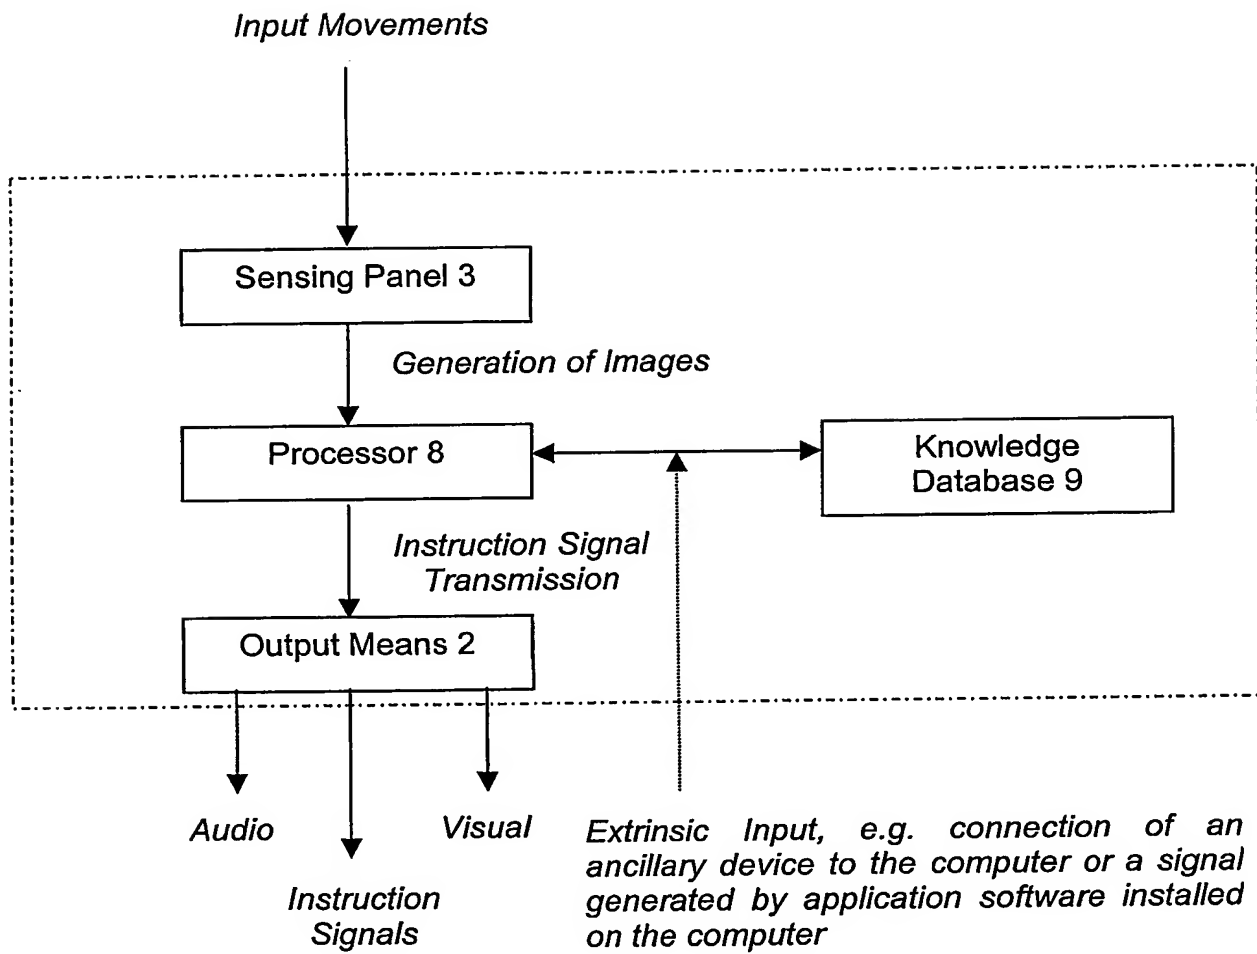 Input Movements
Sensing Panel 3
Generation of Images
Processor 8
Knowledge
Database 9
Instruction Signal
Transmission
Output Means 2
Audio
Visual
Instruction
Signals
Extrinsic Input, e.g. connection of an
ancillary device to the computer or a signal
generated by application software installed
on the computer